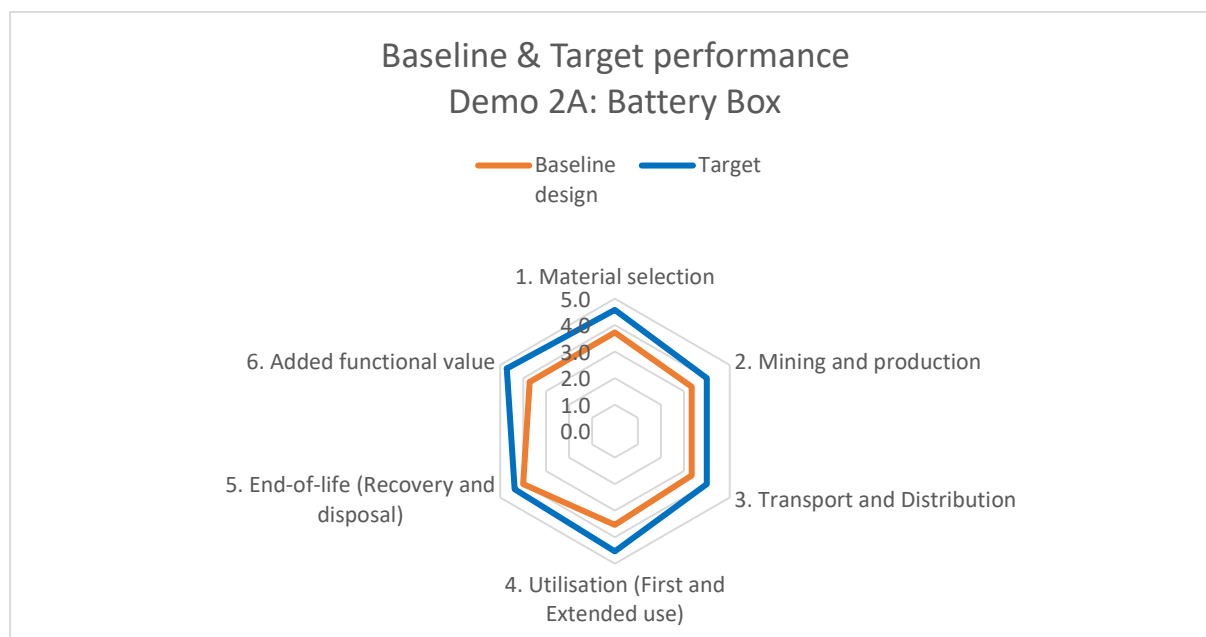 Baseline & Target performance
Demo 2A: Battery Box
Baseline
design
Target
1. Material selection
5.0
4.0
3.0
2.0
1.0
0.0
2. Mining and production
3. Transport and Distribution
4. Utilisation (First and
Extended use)
5. End-of-life (Recovery and
disposal)
6. Added functional value